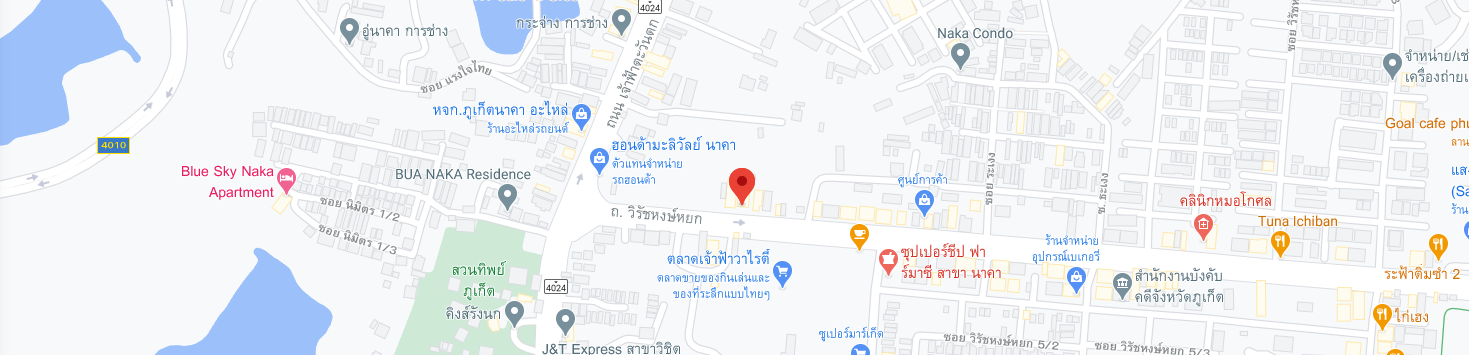 4024
กระจ่าง การช่าง
อู่นาคา การช่าง
Naka Condo
ถนน เจ้าฟ้าตะวันตก
ซอย แรงใจไทย
จำหน่าย/เช่
เครื่องถ่ายเ
หจก.ภูเก็ตนาคา อะไหล่
ร้านอะไหล่รถยนต์
Goal cafe phu
ลาน
4010
ฮอนด้ามะลิวัลย์ นาคา
ตัวแทนจำหน่าย
รถฮอนด้า
Blue Sky Naka
Apartment
BUA NAKA Residence
ศูนย์การค้า
ซอย ระเงง
ซ. ธะเงง
แสง
(Sa
ร้าน
ซอย นิมิตร 1/2
ซอย นิมิตร 1/3
ถ. วิรัชหงษ์หยก
คลินิกหมอโกศล
Tuna Ichiban
สวนทิพย์
ภูเก็ต
คิงส์รังนก
4024
ตลาดเจ้าฟ้าวาไรตี้
ตลาดขายของกินเล่นและ
ของที่ระลึกแบบไทยๆ
ซุปเปอร์ชีป ฟา
ร์มาซี สาขา นาคา
ร้านจำหน่าย
อุปกรณ์เบเกอรี่
สำนักงานบังคับ
คดีจังหวัดภูเก็ต
ระฟ้าติ่มซำ 2
ไก่เฮง
J&T Express สาขาวิชิต
ซูเปอร์มาร์เก็ต
ซอย วิรัชหงษ์หยก 5/2
ซอย วิรัชหงษ์หยก 5/1